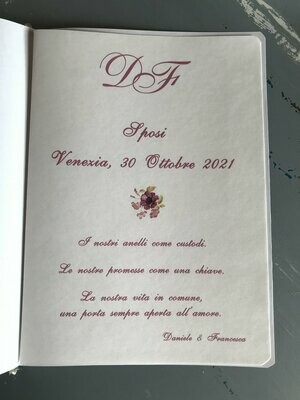 DF
Sposi
Venezia, 30 Ottobre 2021
I nostri anelli come custodi.
Le nostre promesse come una chiave.
La nostra vita in comune,
una porta sempre aperta all'amore.
Daniele & Francesca